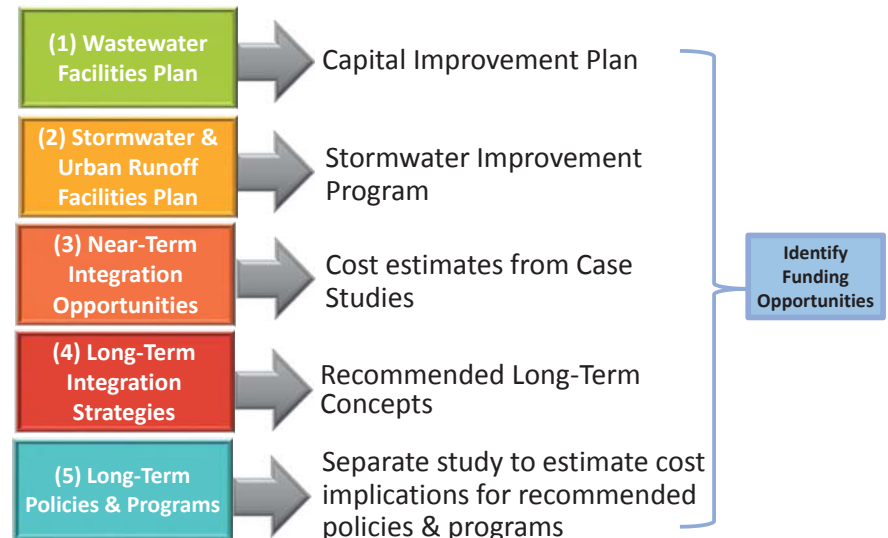 (1) Wastewater
Facilities Plan
Capital Improvement Plan
(2) Stormwater &
Urban Runoff
Facilities Plan
Stormwater Improvement
Program
(3) Near-Term
Integration
Opportunities
Cost estimates from Case
Studies
(4) Long-Term
Integration
Strategies
Recommended Long-Term
Concepts
(5) Long-Term
Policies & Programs
Separate study to estimate cost
implications for recommended
policies & programs
Identify
Funding
Opportunities